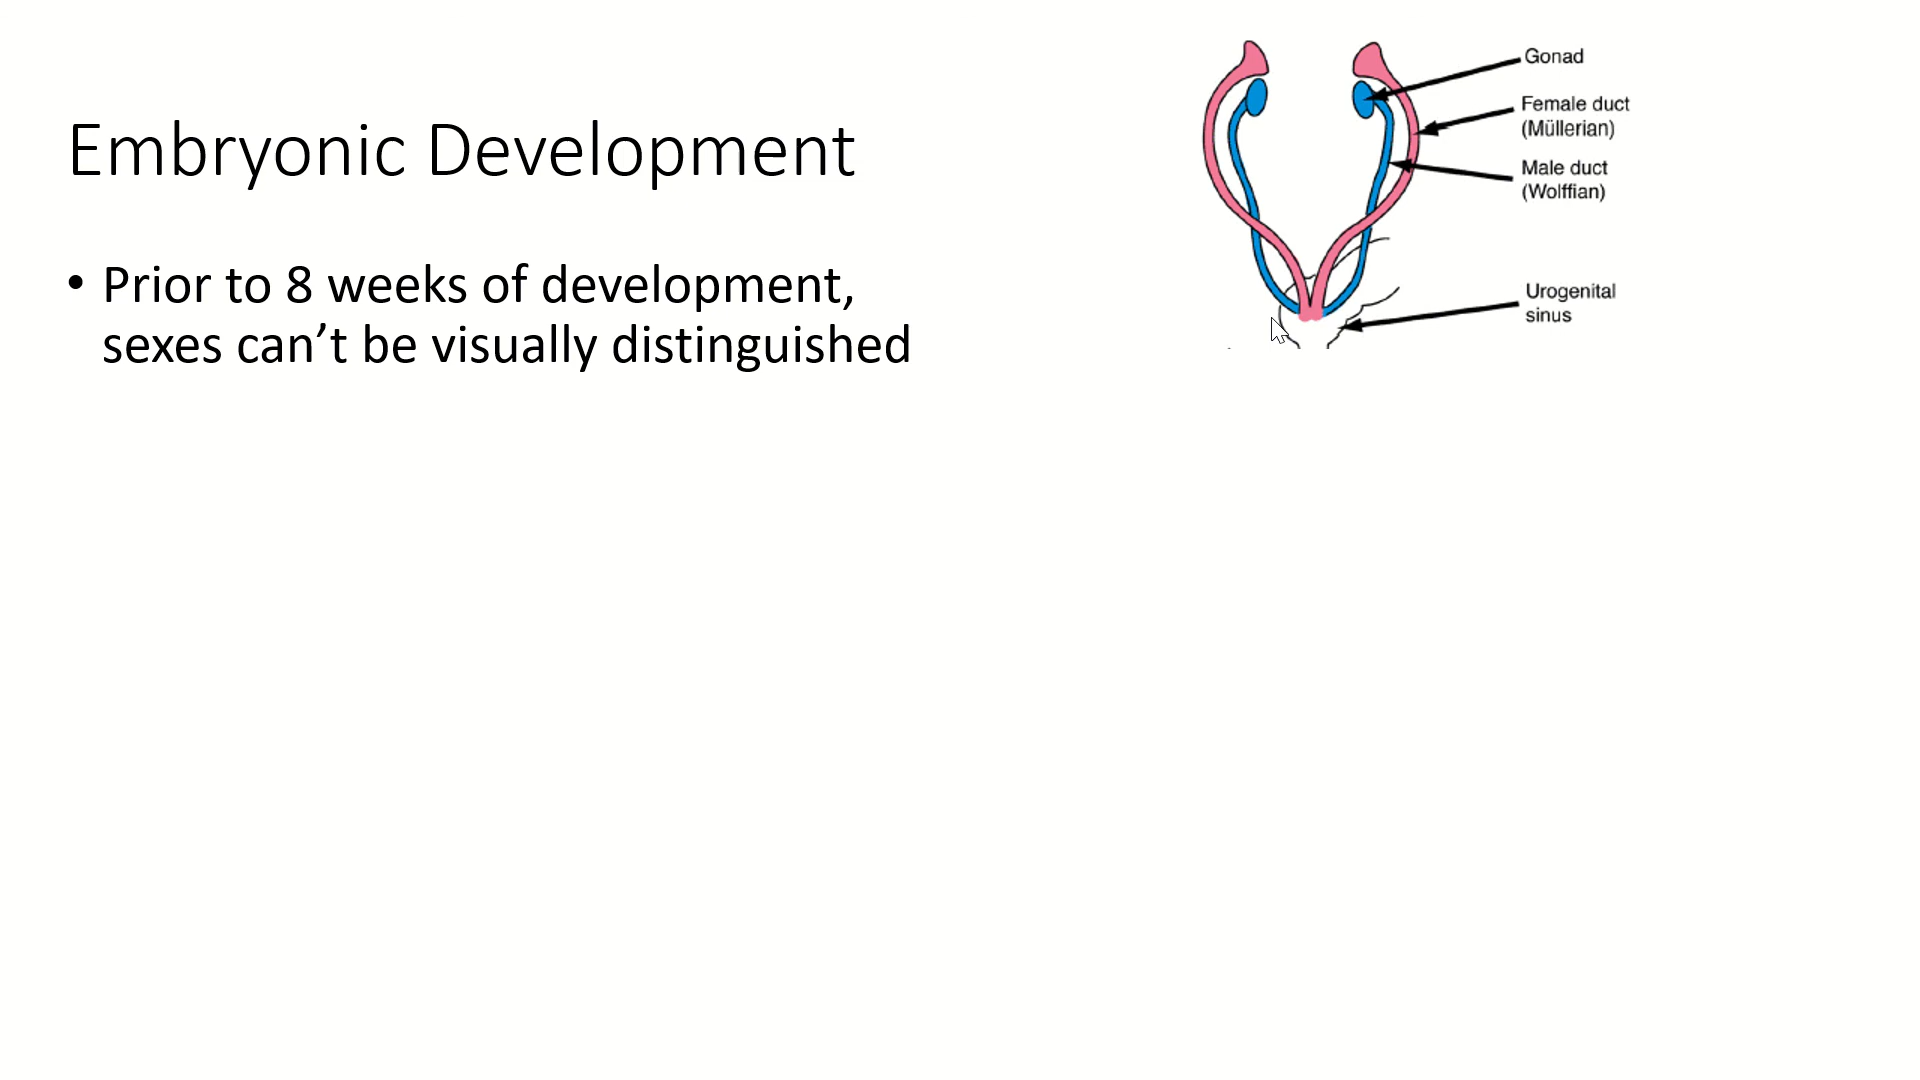 Embryonic Development
• Prior to 8 weeks of development,
sexes can’t be visually distinguished
Gonad
Female duct
(Müllerian)
Male duct
(Wolffian)
Urogenital
sinus